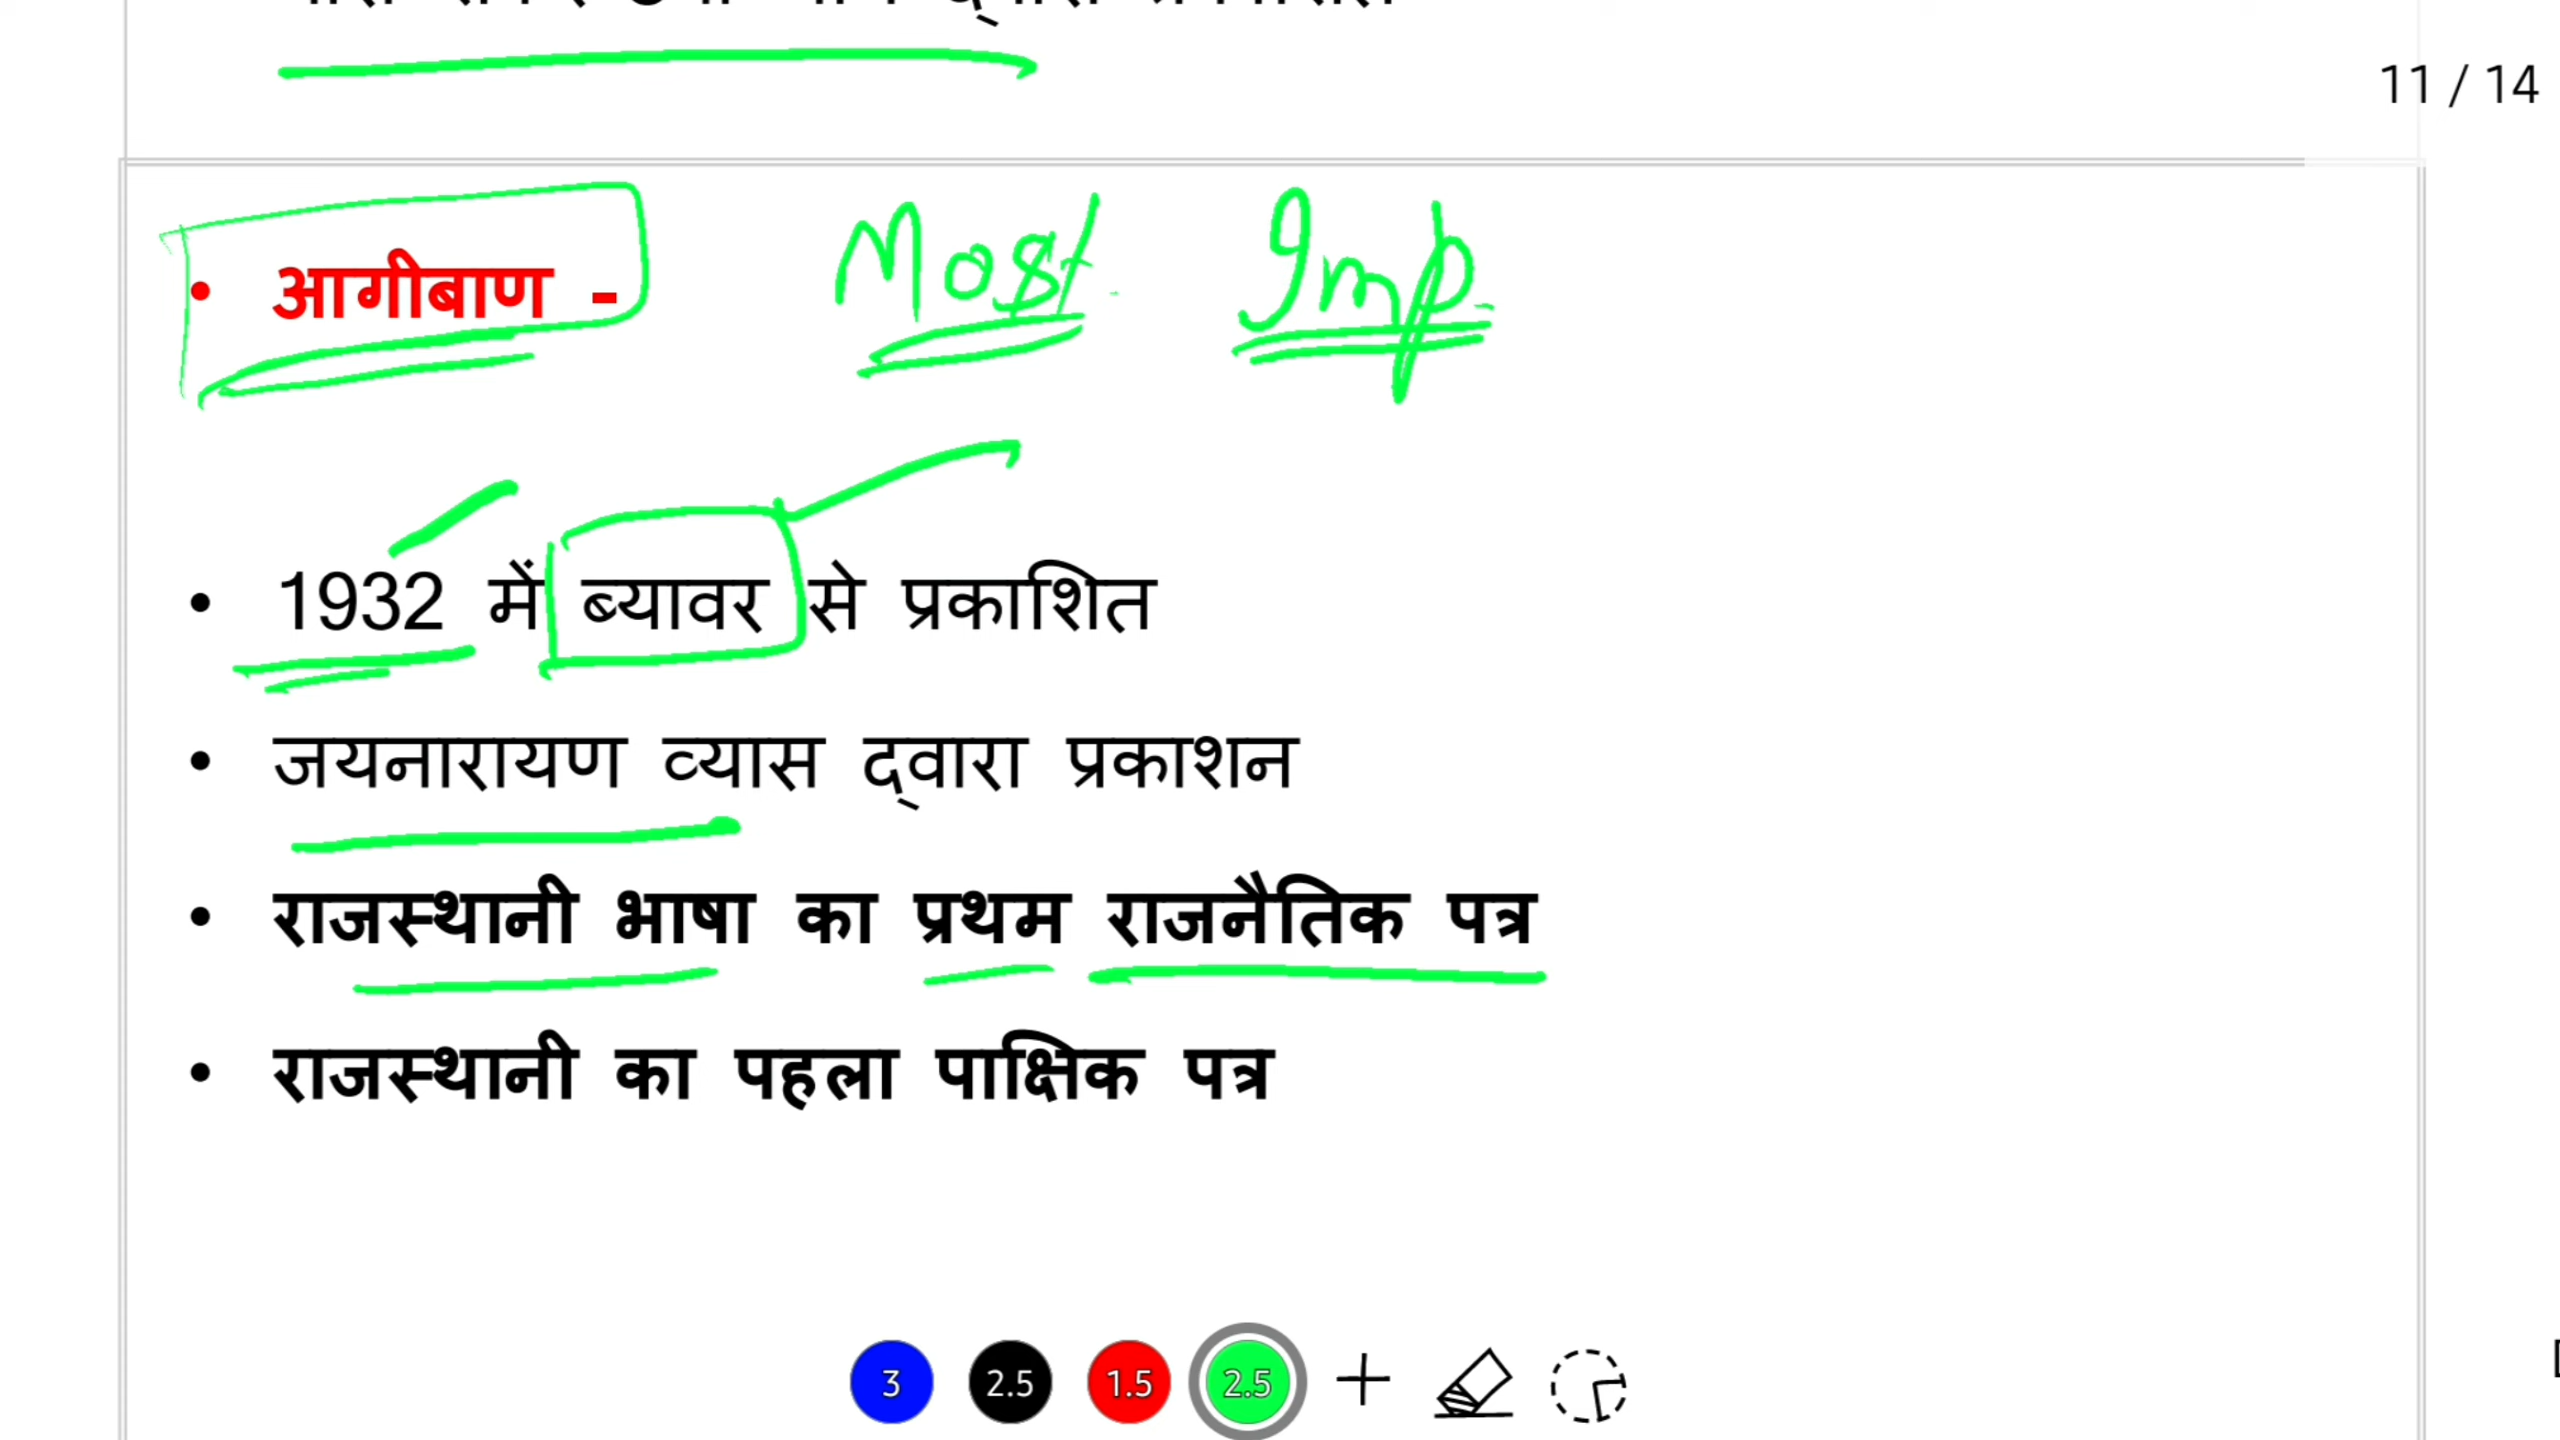 11 / 14
• आगीबाण - Most Imp.
• 1932 में ब्यावर से प्रकाशित
• जयनारायण व्यास द्वारा प्रकाशन
• राजस्थानी भाषा का प्रथम राजनैतिक पत्र
• राजस्थानी का पहला पाक्षिक पत्र
3 2.5 1.5 2.5